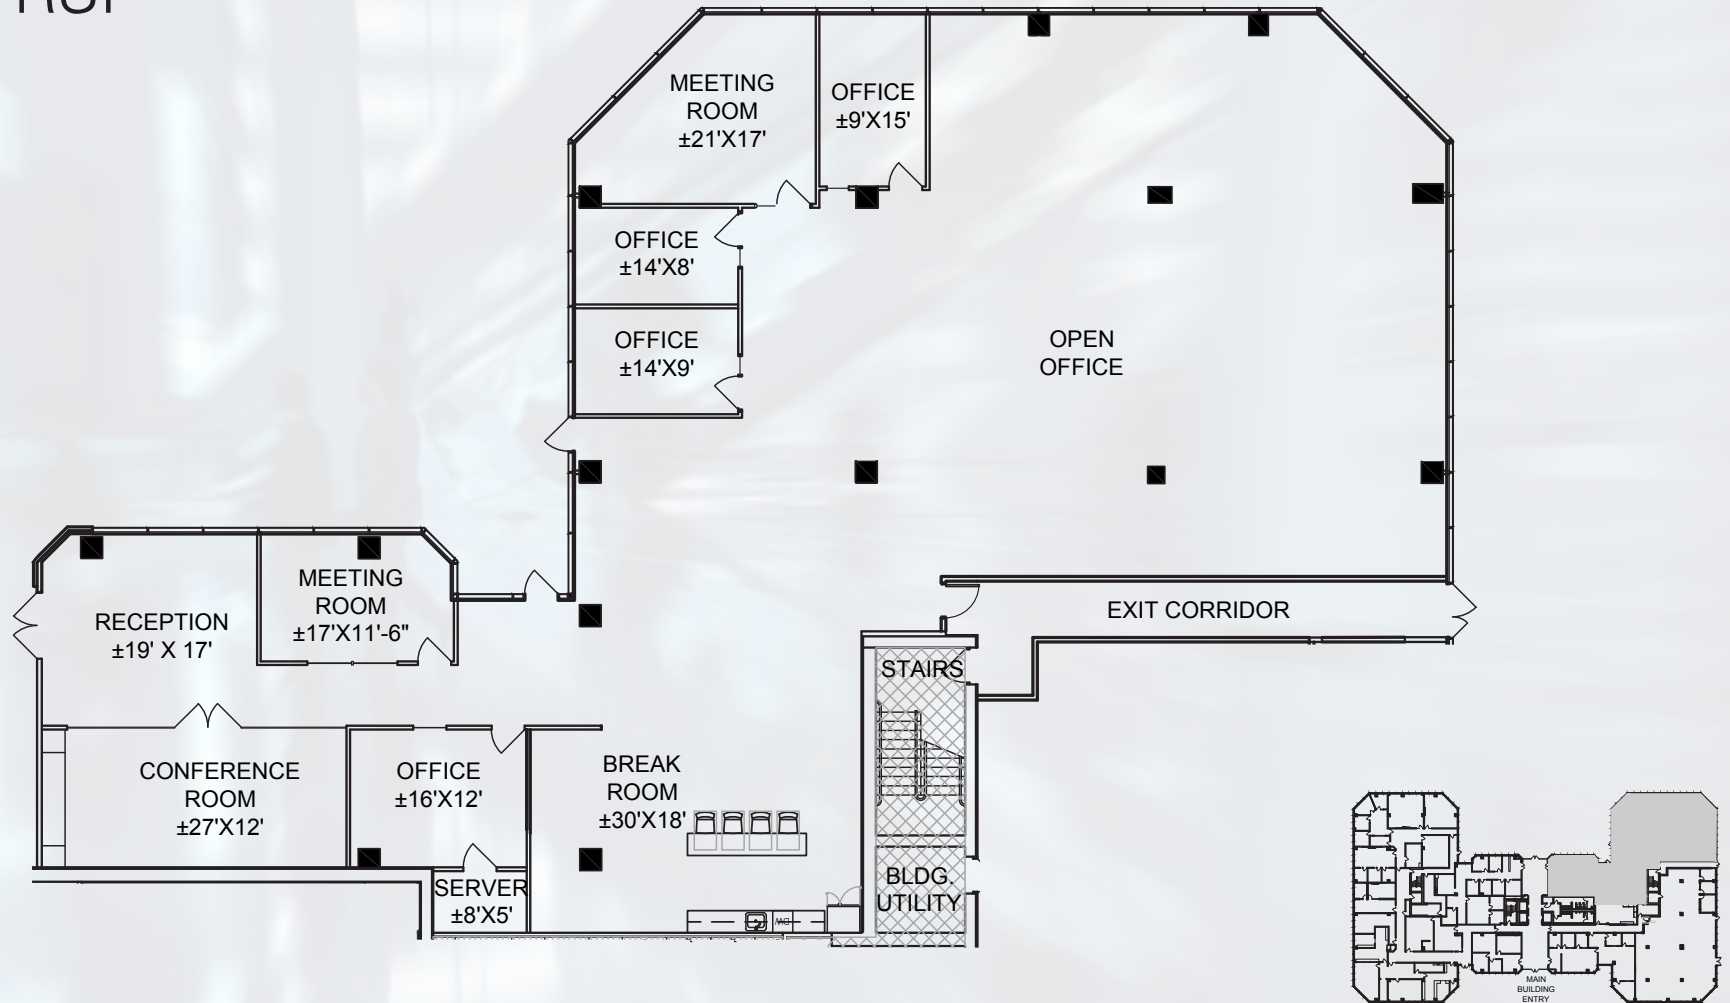 MEETING
ROOM
±21'X17'
OFFICE
±9'X15'
OFFICE
±14'X8'
OFFICE
±14'X9'
OPEN
OFFICE
MEETING
ROOM
±17'X11'-6"
RECEPTION
±19' X 17'
EXIT CORRIDOR
STAIRS
CONFERENCE
ROOM
±27'X12'
OFFICE
±16'X12'
BREAK
ROOM
±30'X18'
SERVER
±8'X5'
BLDG.
UTILITY
DW
MAIN
BUILDING
ENTRY